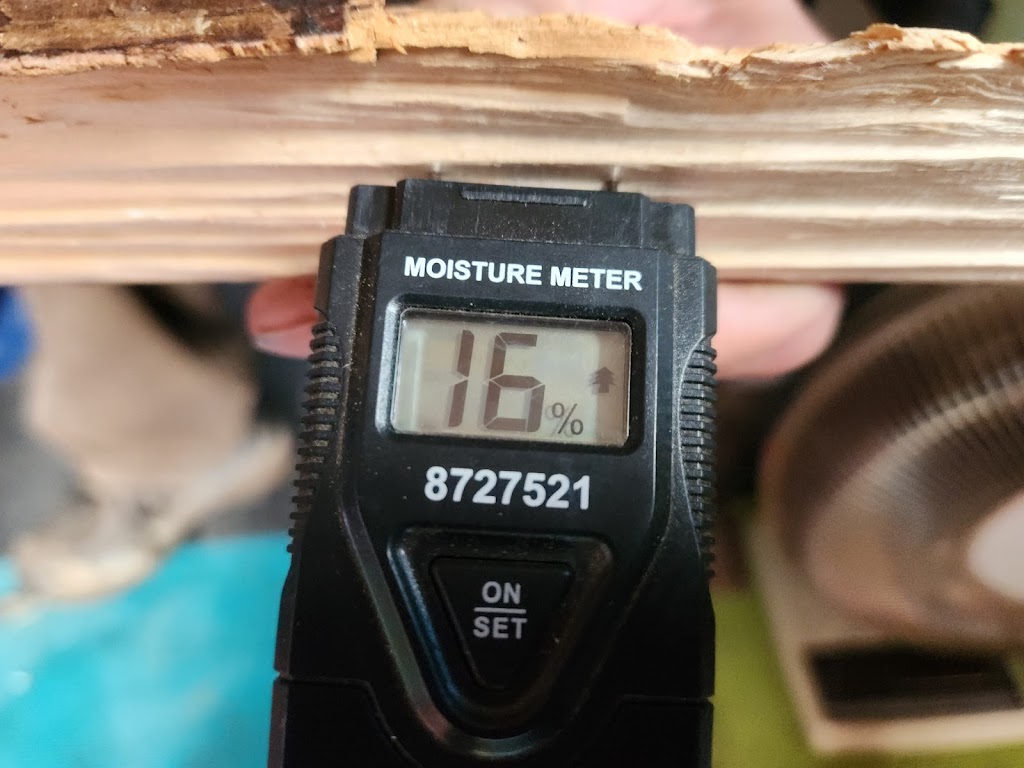 MOISTURE METER
16%
8727521
ON
SET